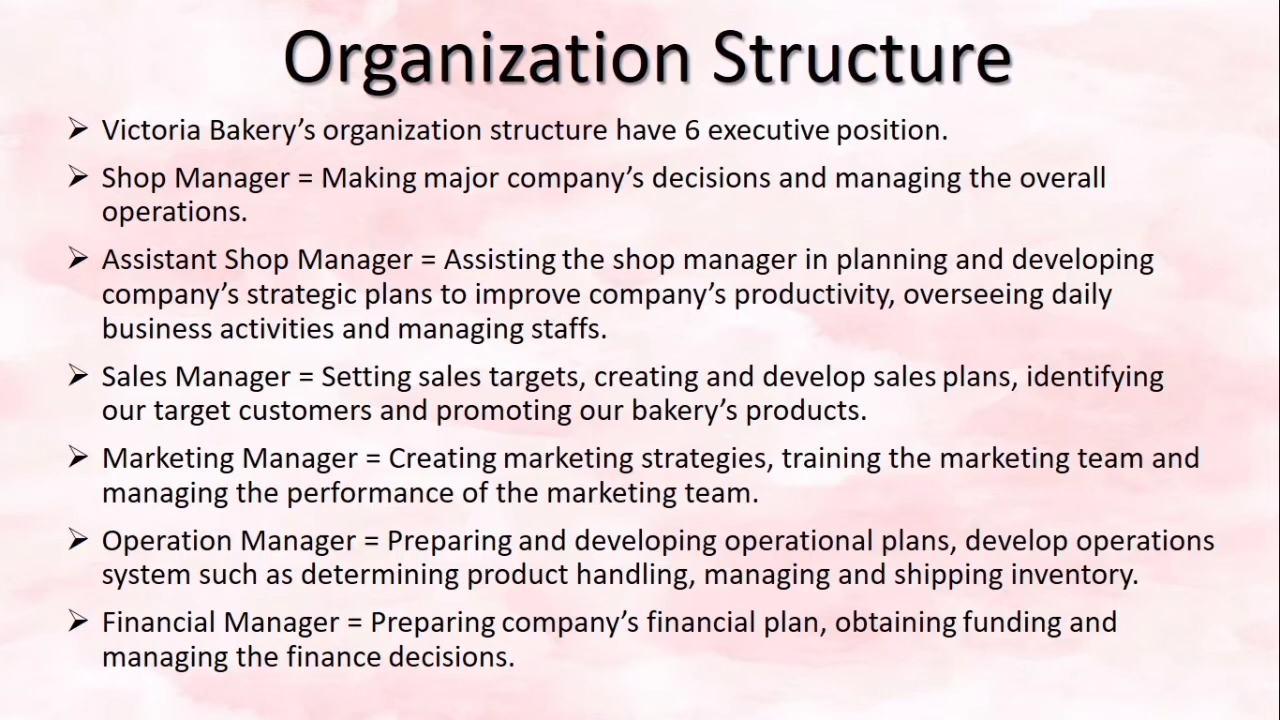 Organization Structure
➢ Victoria Bakery’s organization structure have 6 executive position.
➢ Shop Manager = Making major company’s decisions and managing the overall
operations.
➢ Assistant Shop Manager = Assisting the shop manager in planning and developing
company’s strategic plans to improve company’s productivity, overseeing daily
business activities and managing staffs.
➢ Sales Manager = Setting sales targets, creating and develop sales plans, identifying
our target customers and promoting our bakery’s products.
➢ Marketing Manager = Creating marketing strategies, training the marketing team and
managing the performance of the marketing team.
➢ Operation Manager = Preparing and developing operational plans, develop operations
system such as determining product handling, managing and shipping inventory.
➢ Financial Manager = Preparing company’s financial plan, obtaining funding and
managing the finance decisions.